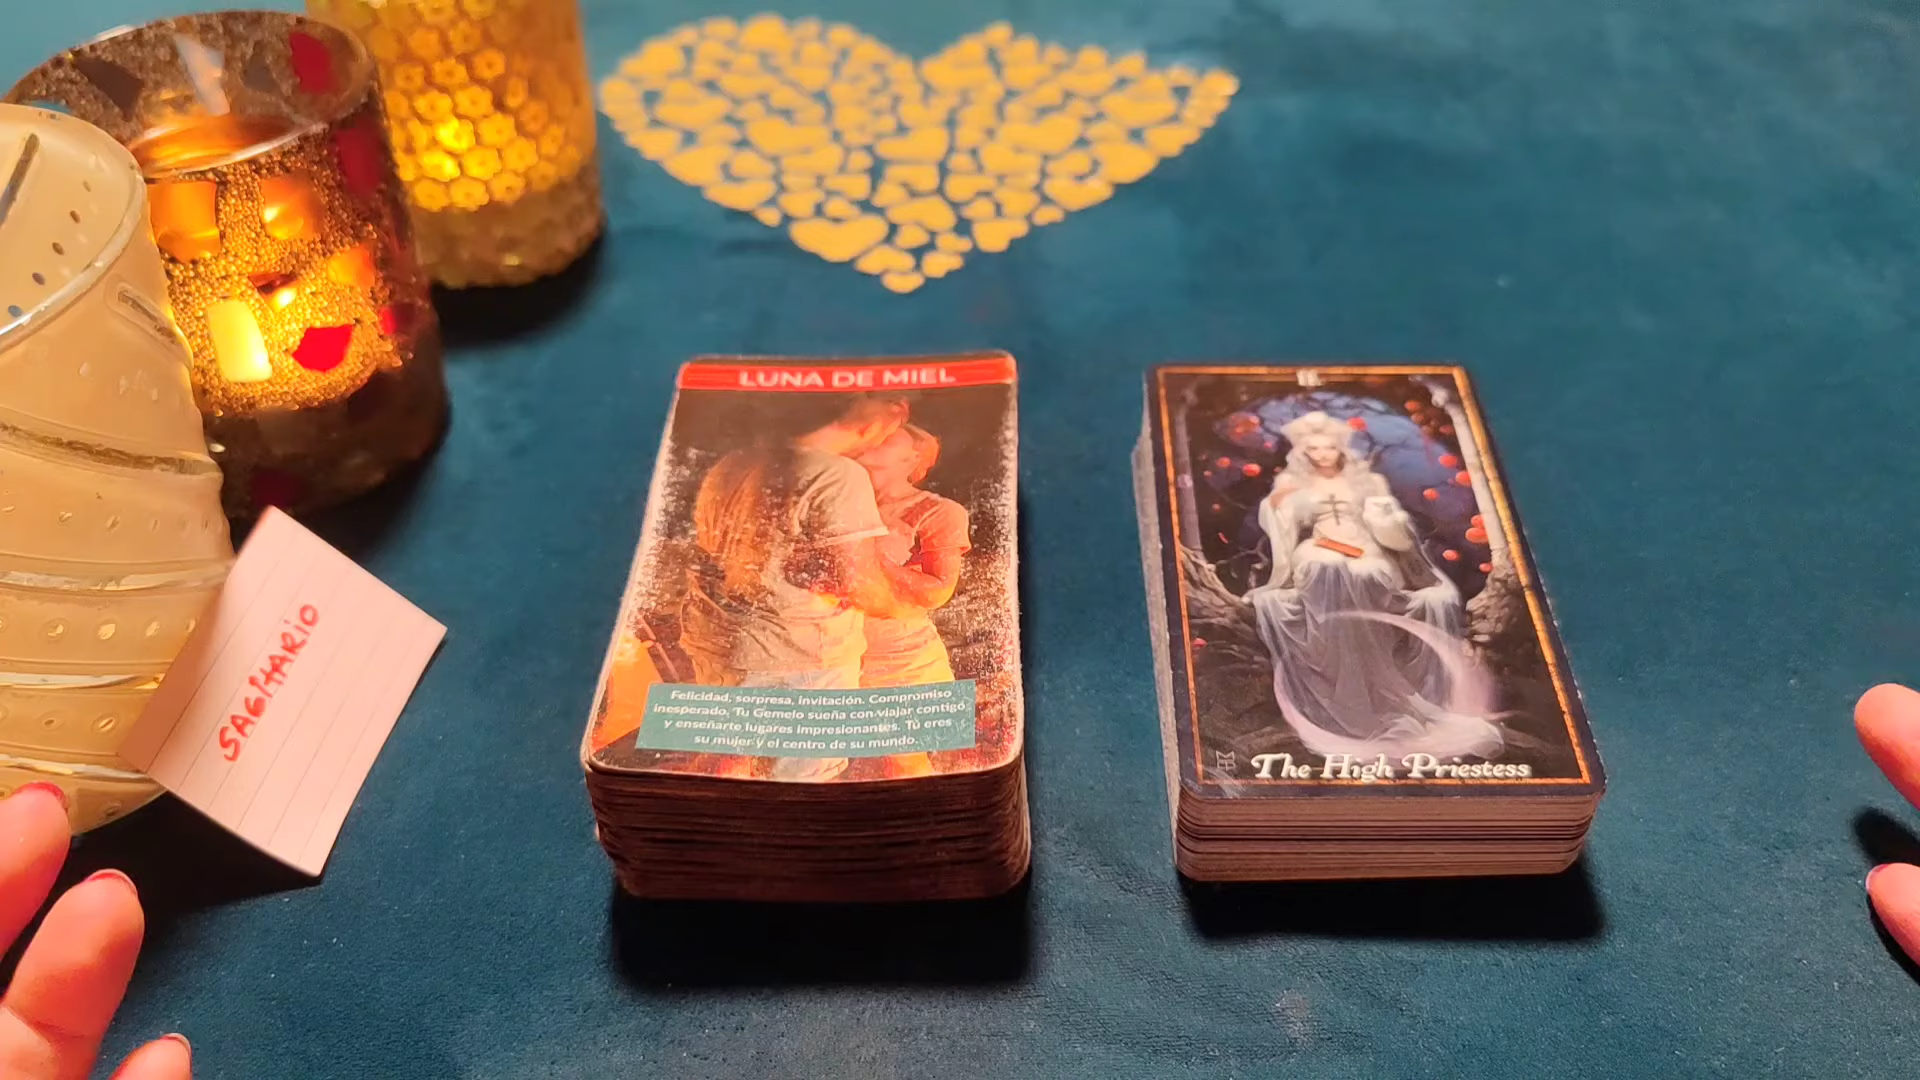 LUNA DE MIEL
Felicidad, sorpresa, invitación. Compromiso
inesperado. Tu Gemelo sueña con viajar contigo
y enseñarte lugares impresionantes. Tú eres
su mujer y el centro de su mundo.
II
The High Priestess
SAGITARIO